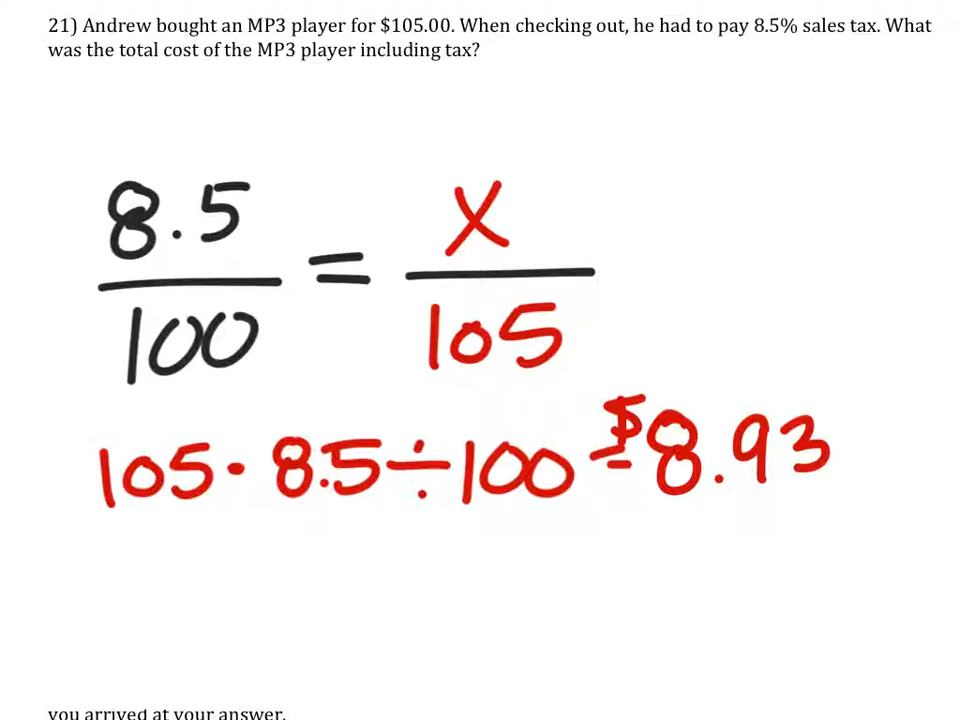 21) Andrew bought an MP3 player for $105.00. When checking out, he had to pay 8.5% sales tax. What
was the total cost of the MP3 player including tax?
8.5 = X
100 105
105 · 8.5 ÷ 100 = $8.93
you arrived at your answer.